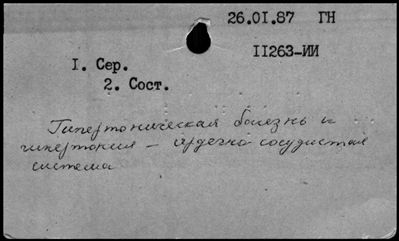 26.01.87 ГН
11263-ИИ
1. Сер.
2. Сост.
Гипертоническая болезнь и
гипертония - сердечно сосудистая
система